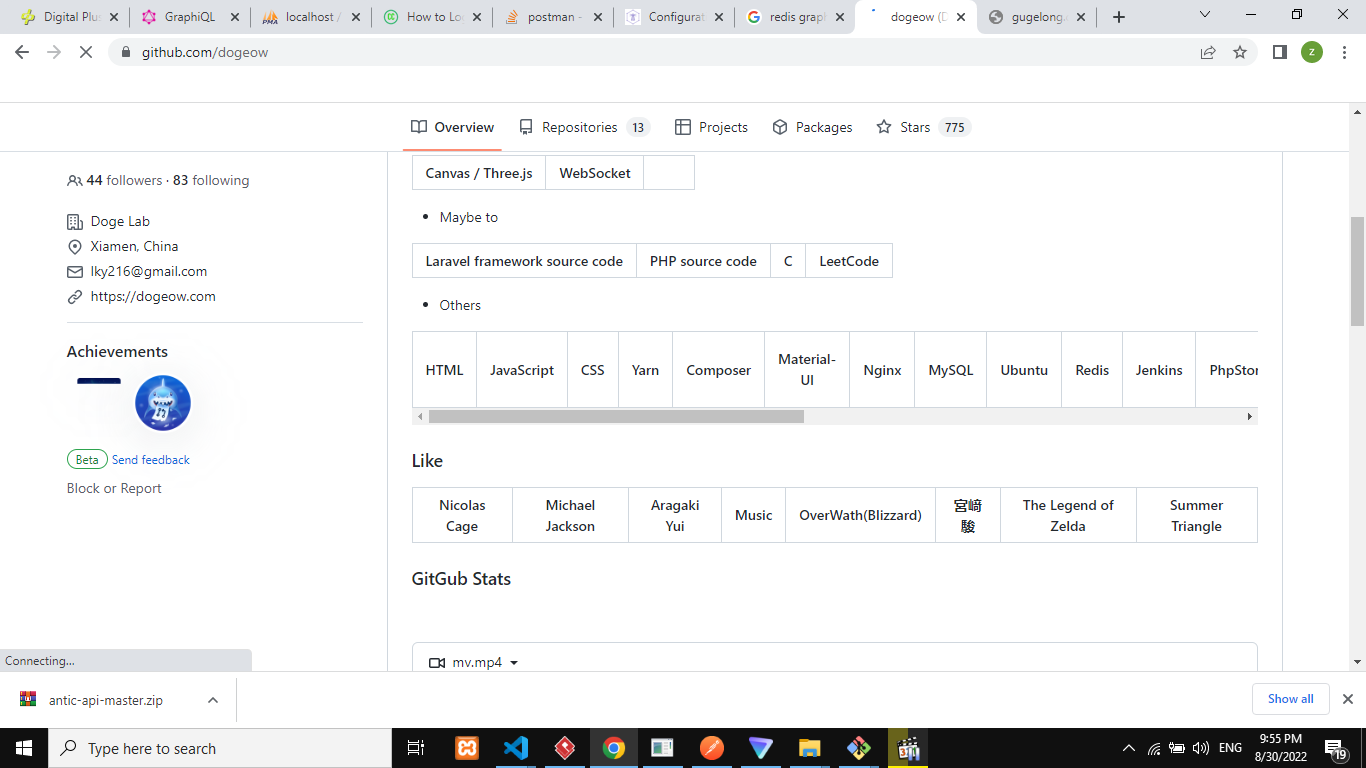 Digital Plu
GraphiQL
localhost /
How to Lo
postman -
Configurat
redis grap
dogeow (D
gugelong.
github.com/dogeow
z
Overview
Repositories 13
Projects
Packages
Stars 775
44 followers · 83 following
Doge Lab
Xiamen, China
lky216@gmail.com
https://dogeow.com
Achievements
Beta Send feedback
Block or Report
Canvas / Three.js WebSocket
Maybe to
Laravel framework source code PHP source code C LeetCode
Others
HTML JavaScript CSS Yarn Composer Material-
UI Nginx MySQL Ubuntu Redis Jenkins PhpStor
Like
Nicolas
Cage
Michael
Jackson
Aragaki
Yui
Music
OverWath(Blizzard)
宮﨑
駿
The Legend of
Zelda
Summer
Triangle
GitGub Stats
mv.mp4
Connecting...
antic-api-master.zip
Show all
Type here to search
ENG
9:55 PM
8/30/2022
19